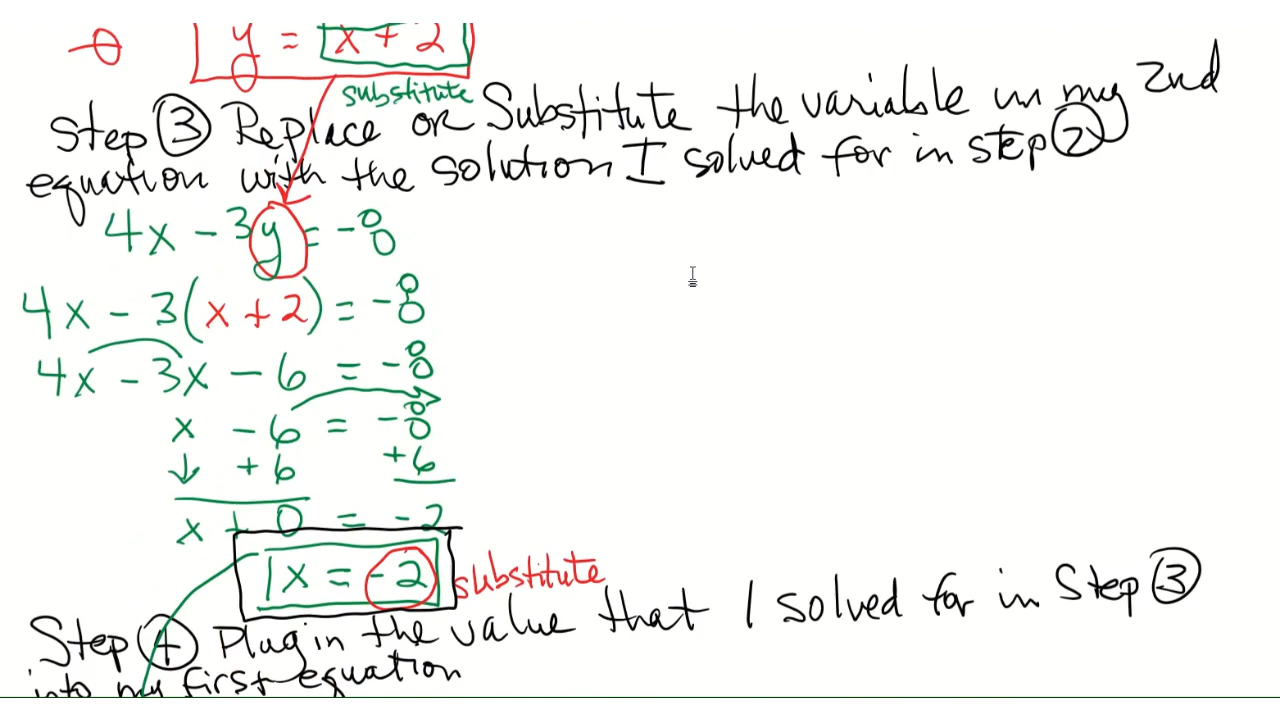 y = x + 2
substitute
Step ③ Replace or Substitute the variable in my 2nd
equation with the solution I solved for in step ②
4x - 3y = -8
4x - 3(x + 2) = -8
4x - 3x - 6 = -8
x - 6 = -8
↓ + 6 + 6
x + 0 = -2
x = -2 substitute
Step ④ Plug in the value that I solved for in Step ③
into my first equation